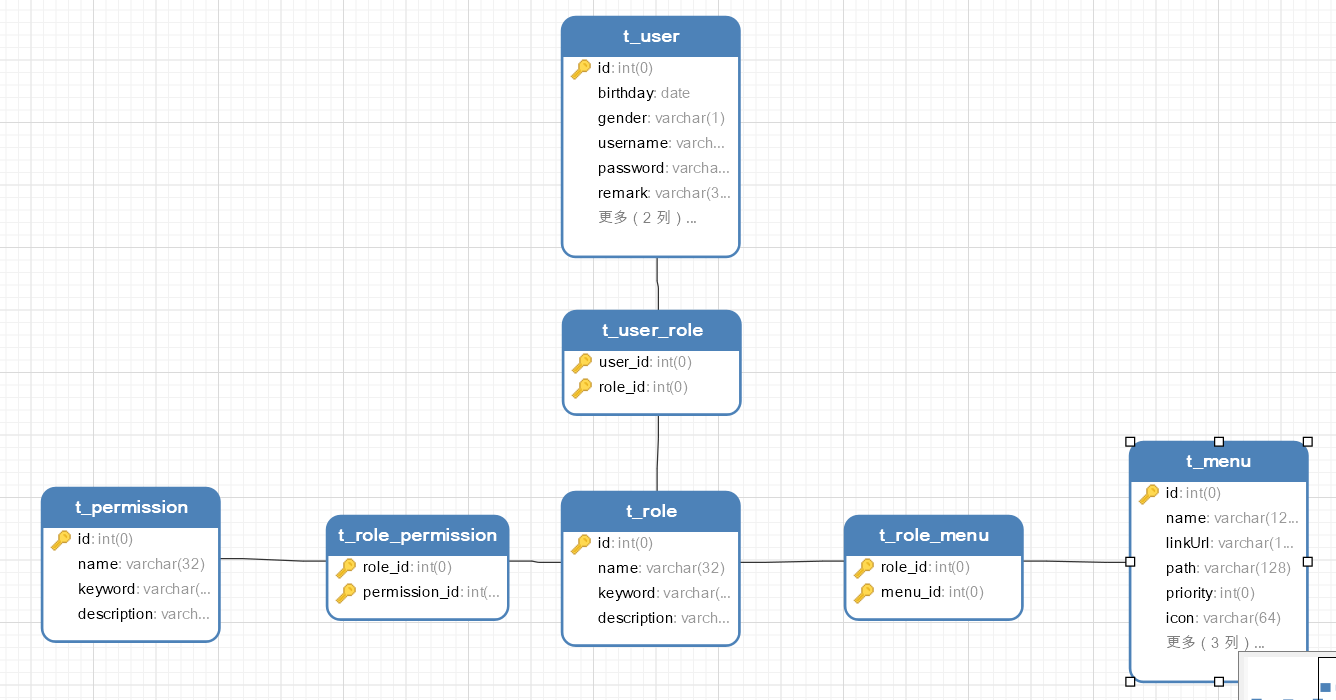 t_user
id: int(0)
birthday: date
gender: varchar(1)
username: varch...
password: varcha...
remark: varchar(3...
更多(2 列)...
t_user_role
user_id: int(0)
role_id: int(0)
t_permission
id: int(0)
name: varchar(32)
keyword: varchar(...
description: varch...
t_role_permission
role_id: int(0)
permission_id: int(...
t_role
id: int(0)
name: varchar(32)
keyword: varchar(...
description: varch...
t_role_menu
role_id: int(0)
menu_id: int(0)
t_menu
id: int(0)
name: varchar(12...
linkUrl: varchar(1...
path: varchar(128)
priority: int(0)
icon: varchar(64)
更多(3 列)...